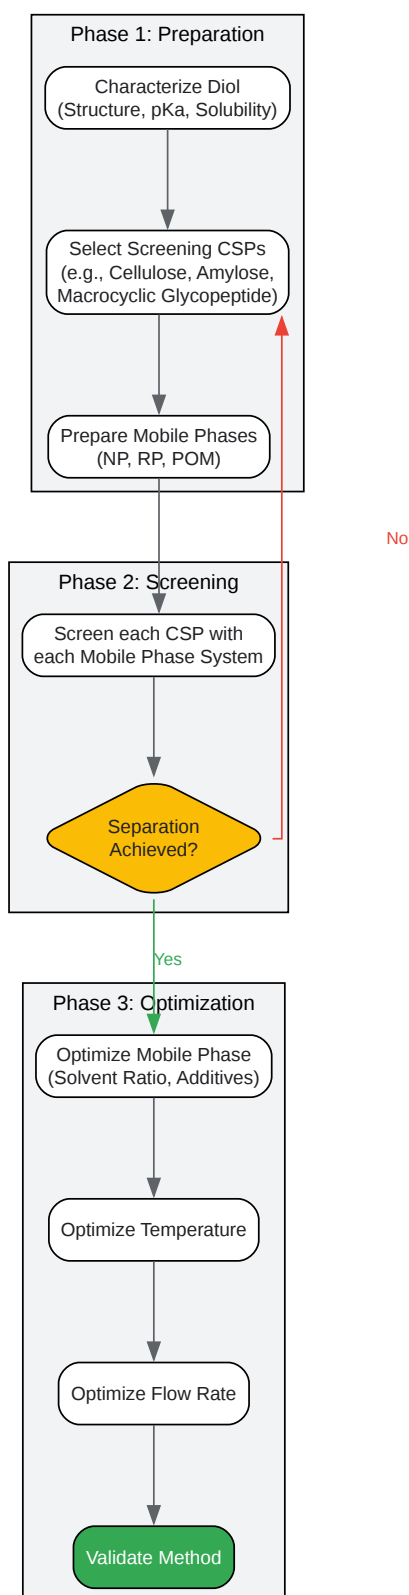 Phase 1: Preparation
Characterize Diol
(Structure, pKa, Solubility)
Select Screening CSPs
(e.g., Cellulose, Amylose,
Macrocyclic Glycopeptide)
Prepare Mobile Phases
(NP, RP, POM)
No
Phase 2: Screening
Screen each CSP with
each Mobile Phase System
Separation
Achieved?
Yes
Phase 3: Optimization
Optimize Mobile Phase
(Solvent Ratio, Additives)
Optimize Temperature
Optimize Flow Rate
Validate Method